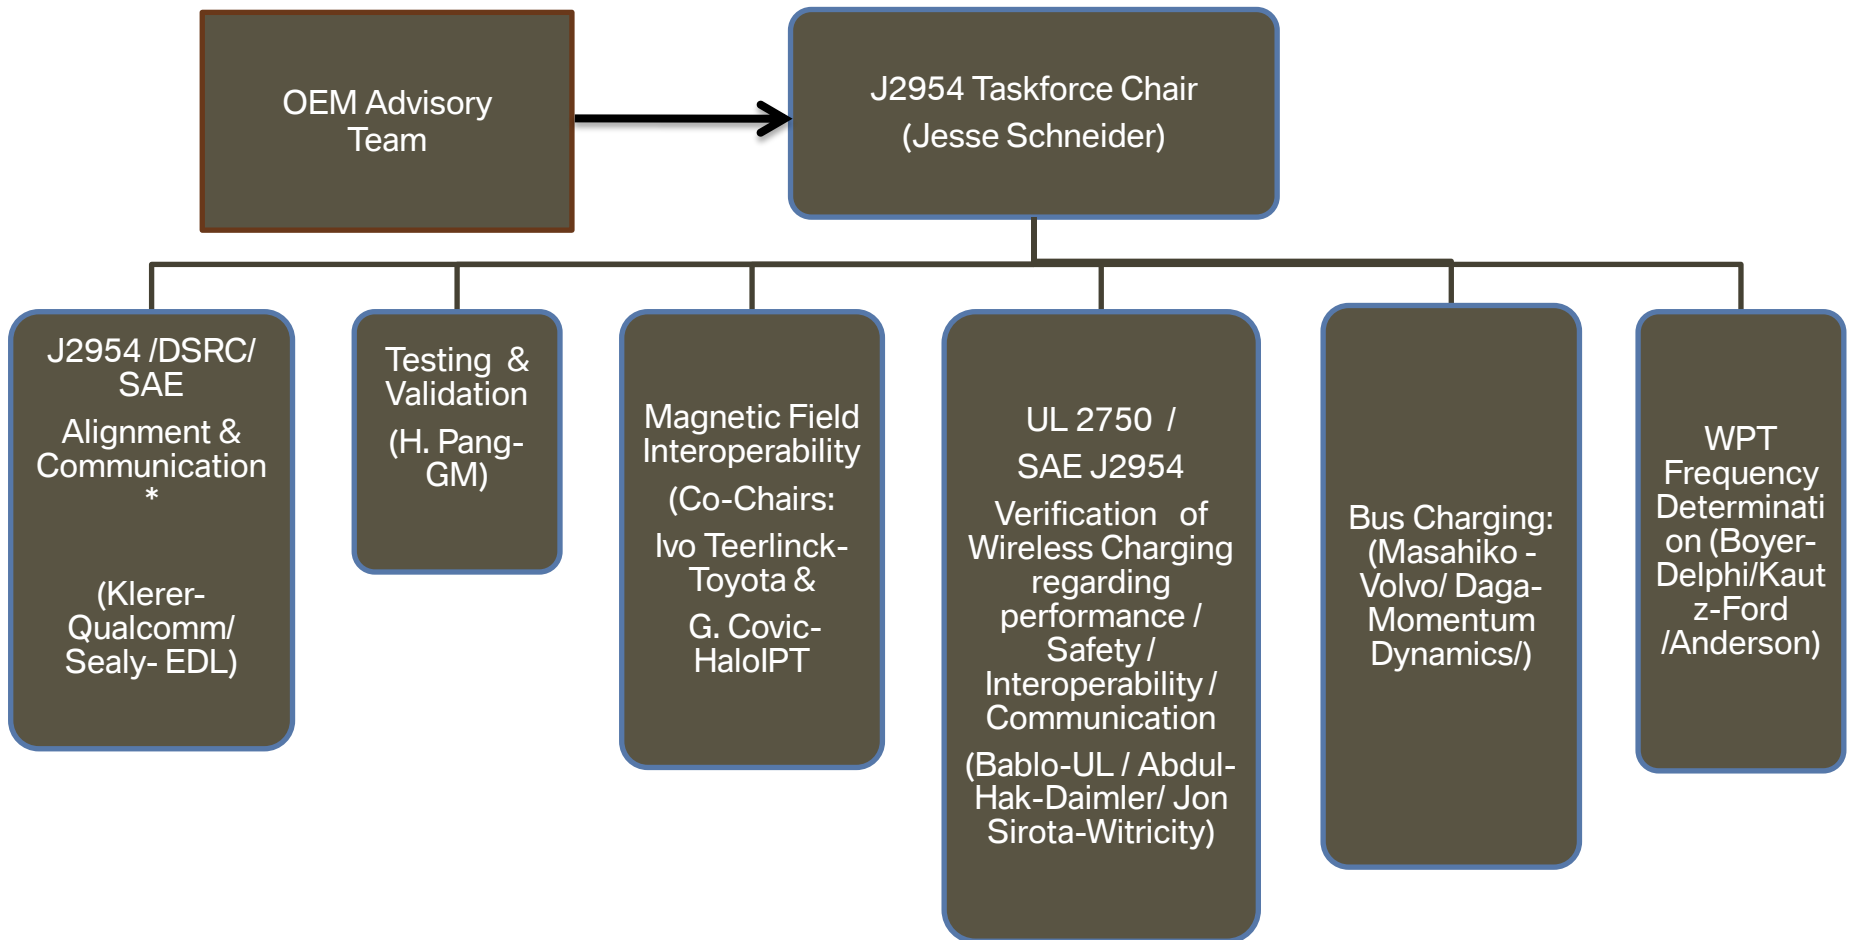 OEM Advisory
Team
J2954 Taskforce Chair
(Jesse Schneider)
J2954 /DSRC/
SAE
Alignment &
Communication
*
(Klerer-
Qualcomm/
Sealy- EDL)
Testing &
Validation
(H. Pang-
GM)
Magnetic Field
Interoperability
(Co-Chairs:
Ivo Teerlinck-
Toyota &
G. Covic-
HaloIPT
UL 2750 /
SAE J2954
Verification of
Wireless Charging
regarding
performance /
Safety /
Interoperability /
Communication
(Bablo-UL / Abdul-
Hak-Daimler/ Jon
Sirota-Witricity)
Bus Charging:
(Masahiko -
Volvo/ Daga-
Momentum
Dynamics/)
WPT
Frequency
Determinati
on (Boyer-
Delphi/Kaut
z-Ford
/Anderson)